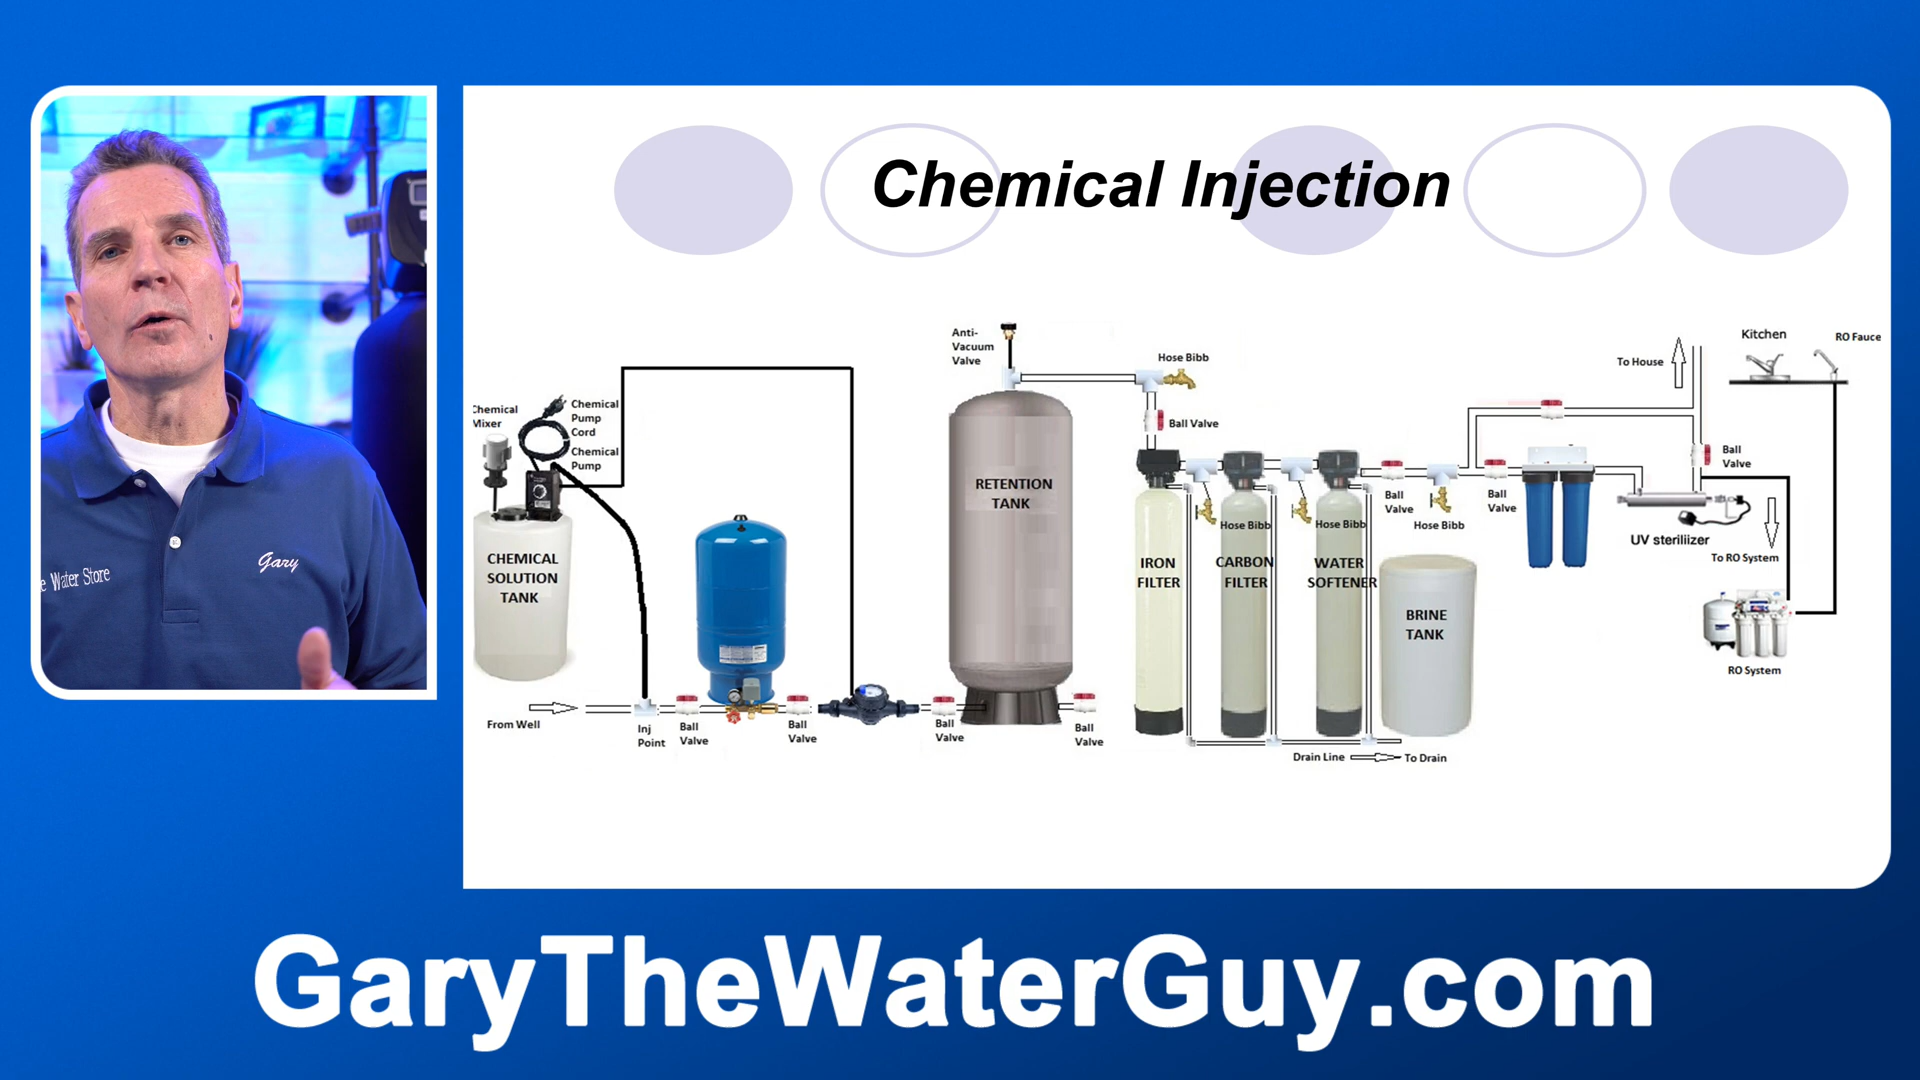 Chemical Injection
Anti-
Vacuum
Valve
Hose Bibb
Kitchen
RO Fauce
To House
Chemical
Mixer
Chemical
Pump
Cord
Chemical
Pump
Ball Valve
Ball
Valve
RETENTION
TANK
Ball
Valve
Ball
Valve
Hose Bibb
Hose Bibb
Hose Bibb
UV steriliizer
To RO System
CHEMICAL
SOLUTION
TANK
IRON
FILTER
CARBON
FILTER
WATER
SOFTENER
BRINE
TANK
RO System
From Well
Inj
Point
Ball
Valve
Ball
Valve
Ball
Valve
Ball
Valve
Drain Line
To Drain
Gary
e Water Store
GaryTheWaterGuy.com